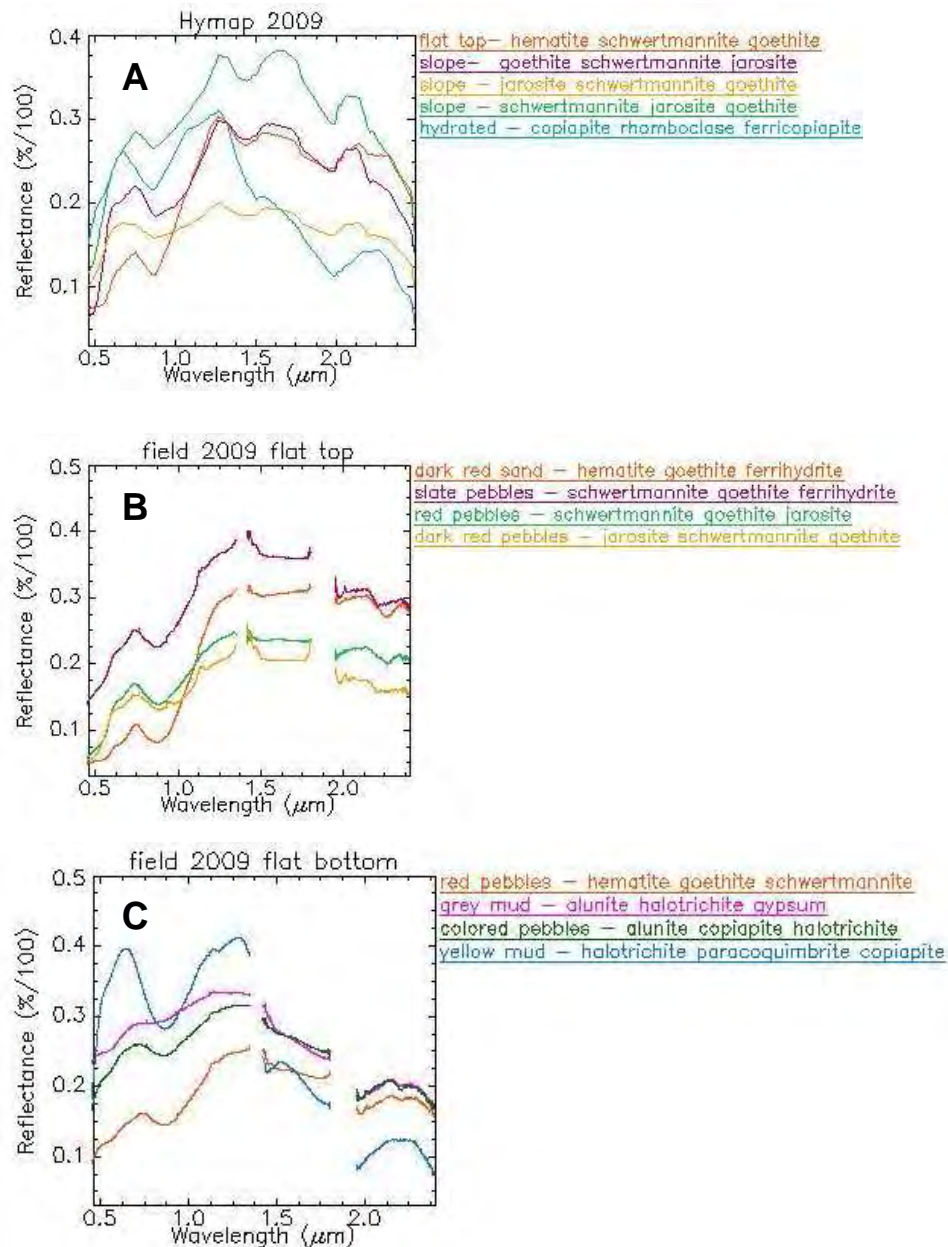 Hymap 2009
A
0.4
0.3
0.2
0.1
Reflectance (%/100)
0.5 1.0 1.5 2.0
Wavelength (μm)
flat top– hematite schwertmannite goethite
slope– goethite schwertmannite jarosite
slope – jarosite schwertmannite goethite
slope – schwertmannite jarosite goethite
hydrated – copiapite rhomboclase ferricopiapite
field 2009 flat top
B
0.5
0.4
0.3
0.2
0.1
Reflectance (%/100)
0.5 1.0 1.5 2.0
Wavelength (μm)
dark red sand – hematite goethite ferrihydrite
slate pebbles – schwertmannite goethite ferrihydrite
red pebbles – schwertmannite goethite jarosite
dark red pebbles – jarosite schwertmannite goethite
field 2009 flat bottom
C
0.5
0.4
0.3
0.2
0.1
Reflectance (%/100)
0.5 1.0 1.5 2.0
Wavelength (μm)
red pebbles – hematite goethite schwertmannite
grey mud – alunite halotrichite gypsum
colored pebbles – alunite copiapite halotrichite
yellow mud – halotrichite paracoquimbrite copiapite